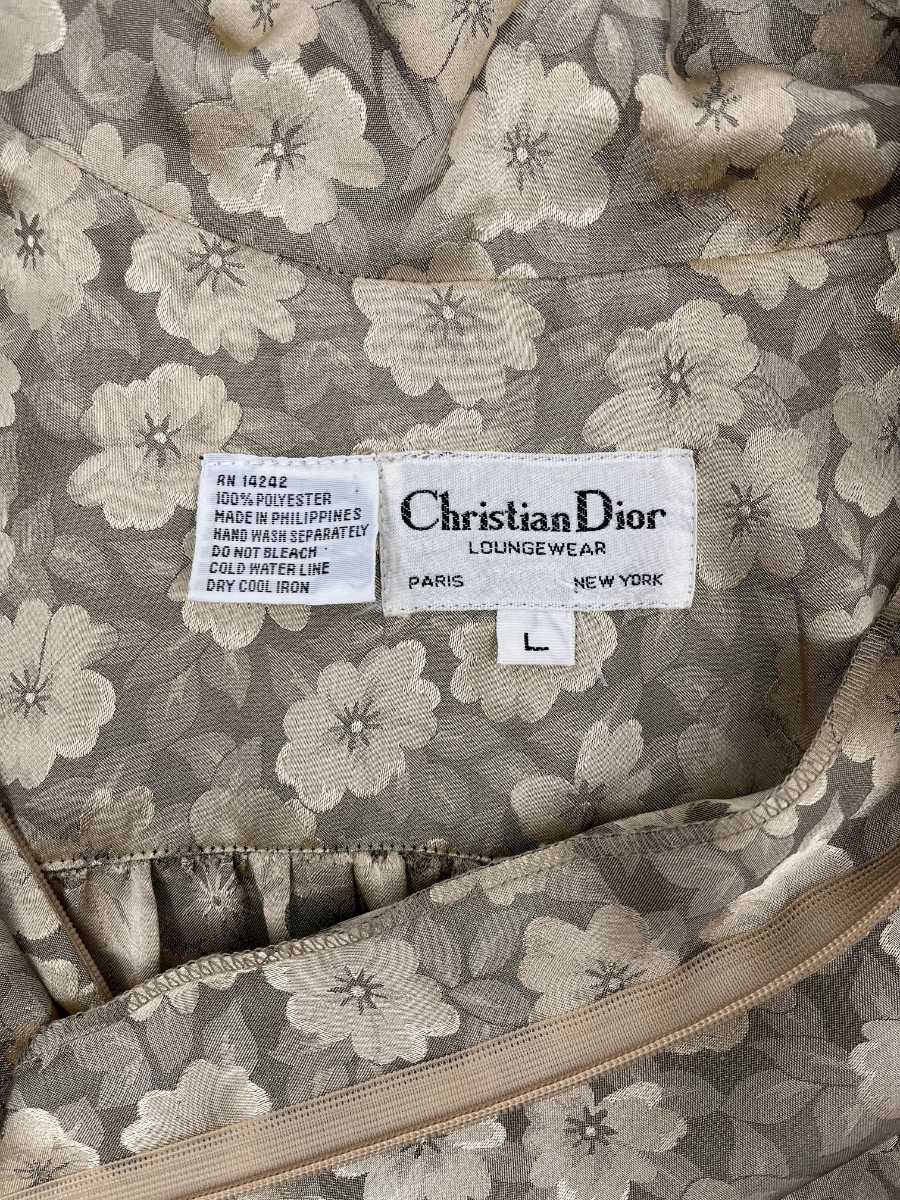 RN 14242
100% POLYESTER
MADE IN PHILIPPINES
HAND WASH SEPARATELY
DO NOT BLEACH
COLD WATER LINE
DRY COOL IRON
Christian Dior
LOUNGEWEAR
PARIS NEW YORK
L